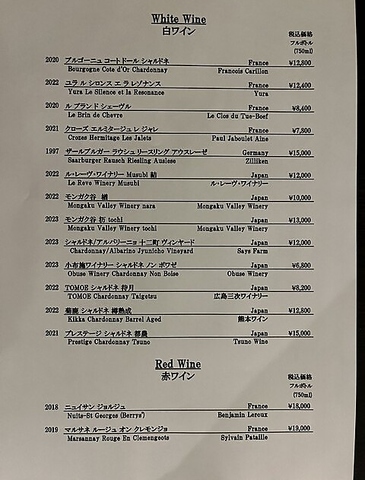 White Wine
白ワイン
税込価格
フルボトル
(750ml)
2020 ブルゴーニュ コート ドール シャルドネ France ¥12,800
Bourgogne Cote d'Or Chardonnay Francois Carillon
2022 ユラ ル シロンス エ ラ レゾナンス France ¥12,400
Yura Le Silence et la Resonance Yura
2020 ル ブランド シェーヴル France ¥8,400
Le Brin de Chevre Le Clos du Tue-Boef
2021 クローズ エルミタージュ レ ジャレ France ¥7,800
Crozes Hermitage Les Jalets Paul Jaboulet Aine
1997 ザールブルガー ラウシュ リースリング アウスレーゼ Germany ¥15,000
Saarburger Rausch Riesling Auslese Zilliken
2022 ル・レーヴ・ワイナリー Musubi 結 Japan ¥12,000
Le Reve Winery Musubi ル・レーヴ・ワイナリー
2022 モンガク谷 楢 Japan ¥10,000
Mongaku Valley Winery nara Mongaku Valley Winery
2023 モンガク谷 杤 tochi Japan ¥13,000
Mongaku Valley Winery tochi Mongaku Valley Winery
2023 シャルドネ/アルバリーニョ 十二町 ヴィンヤード Japan ¥12,000
Chardonnay/Albarino Jyunicho Vineyard Says Farm
2023 小布施ワイナリー シャルドネ ノン ボワゼ Japan ¥6,800
Obuse Winery Chardonnay Non Boise Obuse Winery
2022 TOMOE シャルドネ 待月 Japan ¥8,200
TOMOE Chardonnay Taigetsu 広島三次ワイナリー
2022 菊鹿 シャルドネ 樽熟成 Japan ¥12,800
Kikka Chardonnay Barrel Aged 熊本ワイン
2021 プレステージ シャルドネ 都農 Japan ¥15,000
Prestige Chardonnay Tsuno Tsuno Wine
Red Wine
赤ワイン
税込価格
フルボトル
(750ml)
2018 ニュイサン ジョルジュ France ¥18,000
Nuits-St Georges (Berrys') Benjamin Leroux
2019 マルサネ ルージュ オン クレモンジョ France ¥19,000
Marsannay Rouge En Clemengeots Sylvain Pataille